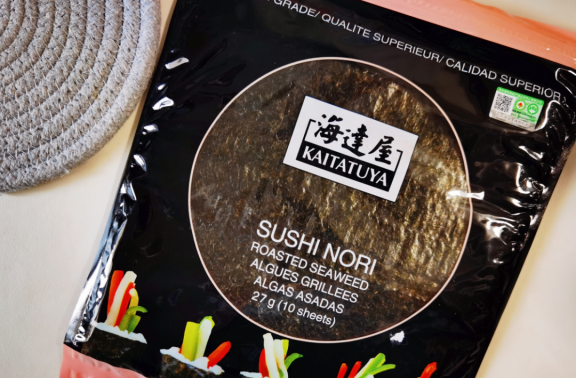 GRADE/ QUALITE SUPERIEUR/ CALIDAD SUPERIOR
海達屋
KAITATUYA
SUSHI NORI
ROASTED SEAWEED
ALGUES GRILLÉES
ALGAS ASADAS
27 g (10 sheets)